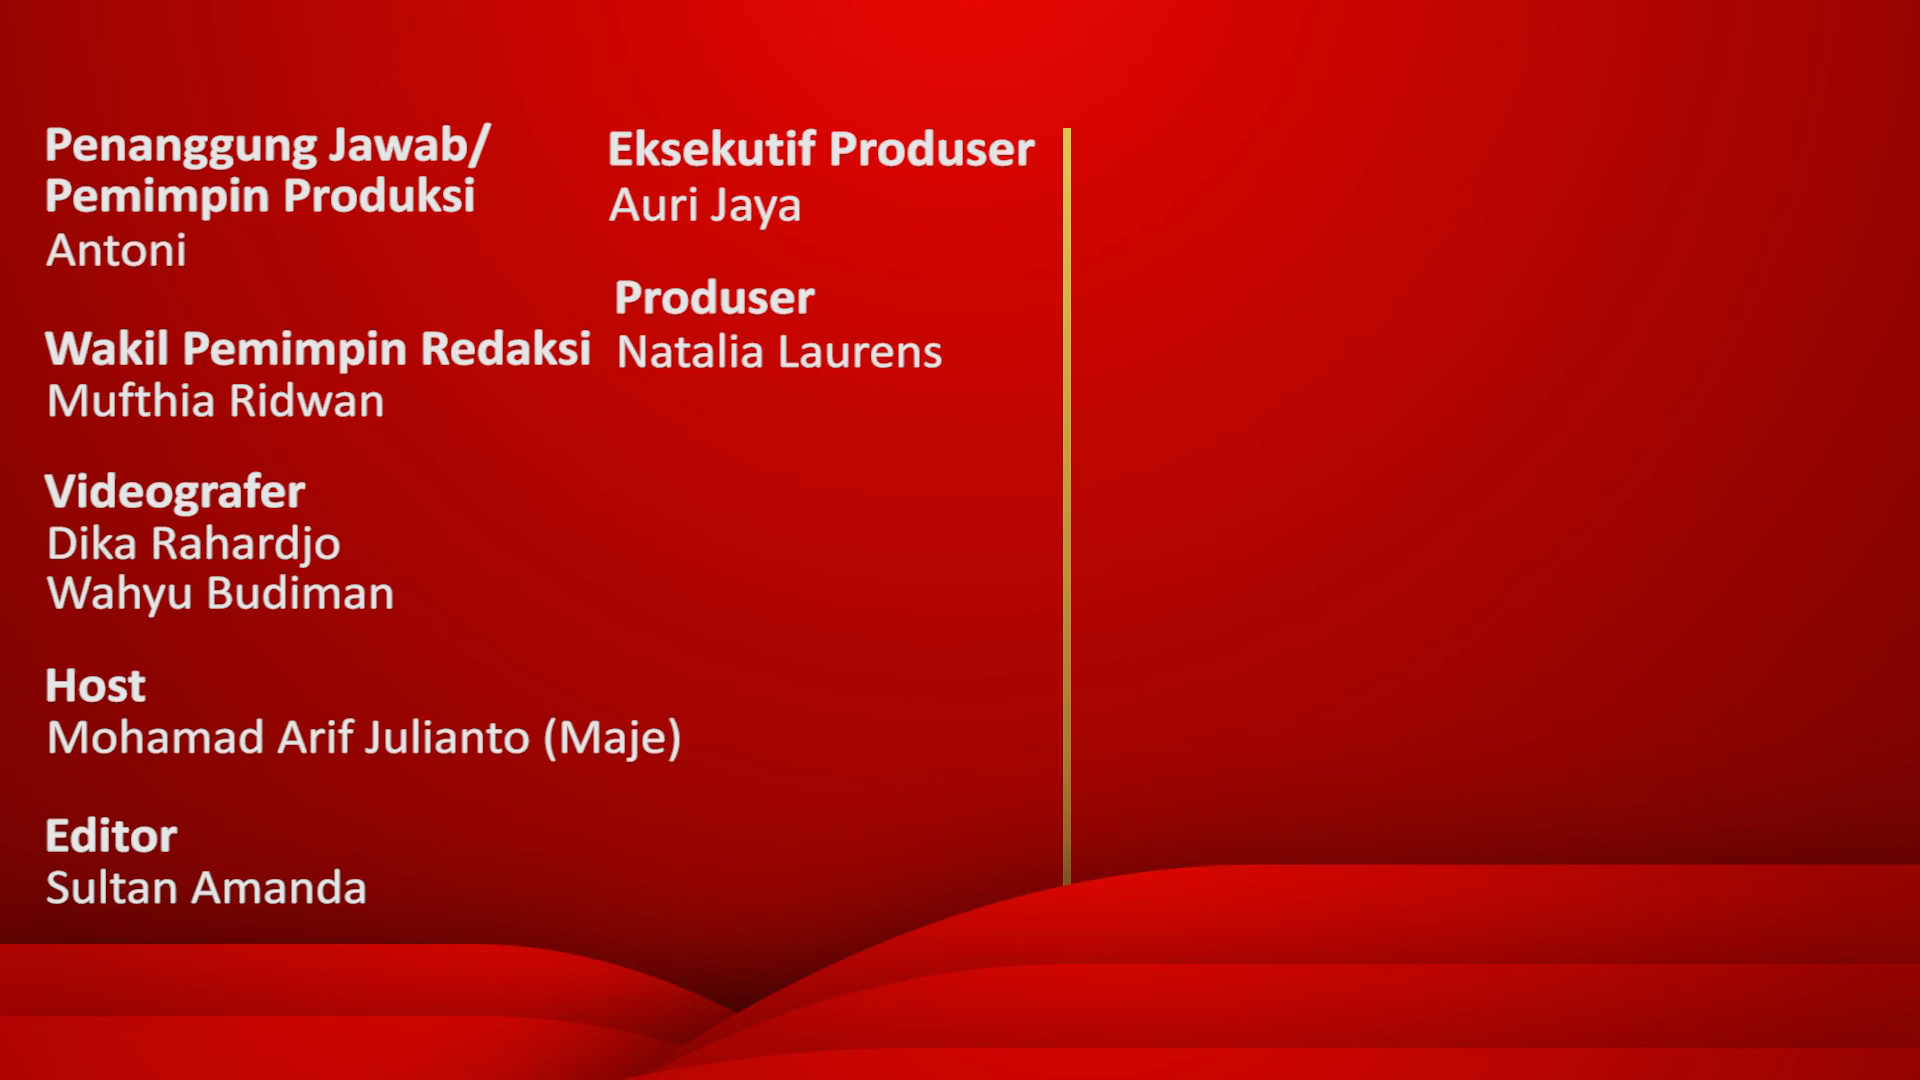 Penanggung Jawab/
Pemimpin Produksi
Antoni
Wakil Pemimpin Redaksi
Mufthia Ridwan
Videografer
Dika Rahardjo
Wahyu Budiman
Host
Mohamad Arif Julianto (Maje)
Editor
Sultan Amanda
Eksekutif Produser
Auri Jaya
Produser
Natalia Laurens